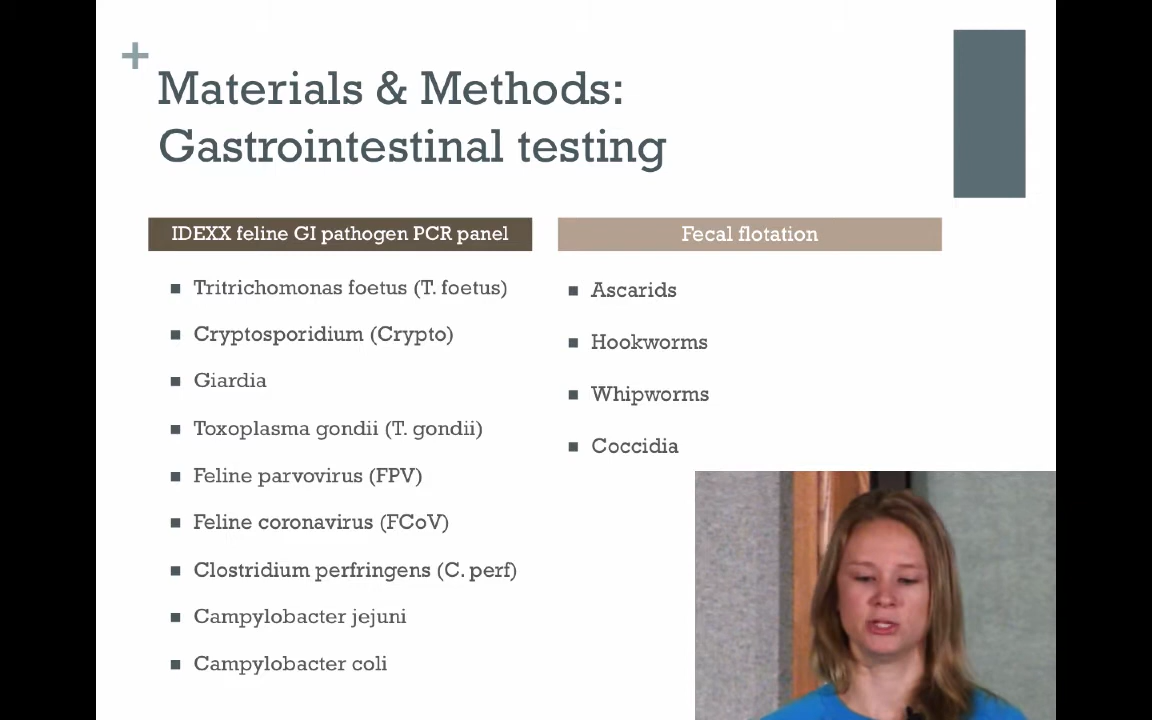 +
Materials & Methods:
Gastrointestinal testing
IDEXX feline GI pathogen PCR panel
Tritrichomonas foetus (T. foetus)
Cryptosporidium (Crypto)
Giardia
Toxoplasma gondii (T. gondii)
Feline parvovirus (FPV)
Feline coronavirus (FCoV)
Clostridium perfringens (C. perf)
Campylobacter jejuni
Campylobacter coli
Fecal flotation
Ascarids
Hookworms
Whipworms
Coccidia